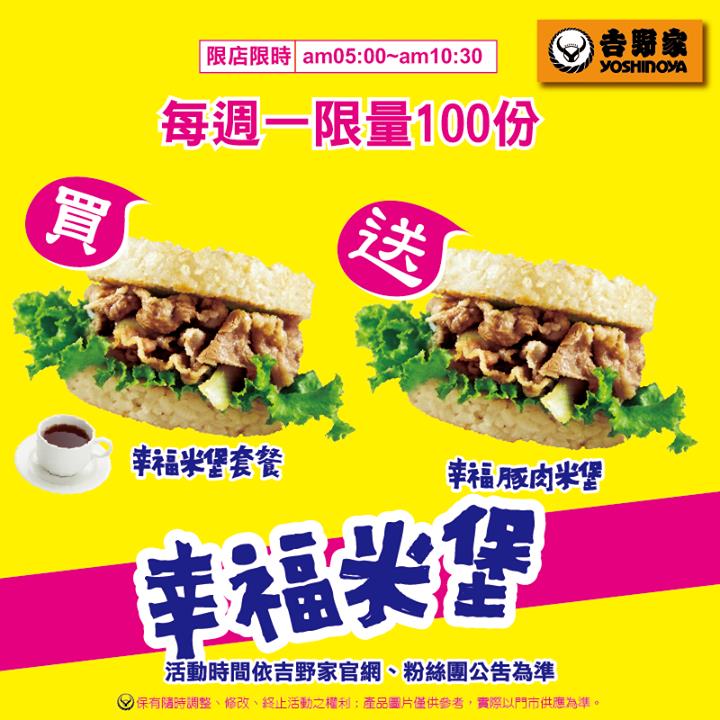 限店限時 am05:00~am10:30
吉野家
YOSHINOYA
每週一限量100份
買
送
幸福米堡套餐
幸福豚肉米堡
幸福米堡
活動時間依吉野家官網、粉絲團公告為準
保有隨時調整、修改、終止活動之權利；產品圖片僅供參考，實際以門市供應為準。